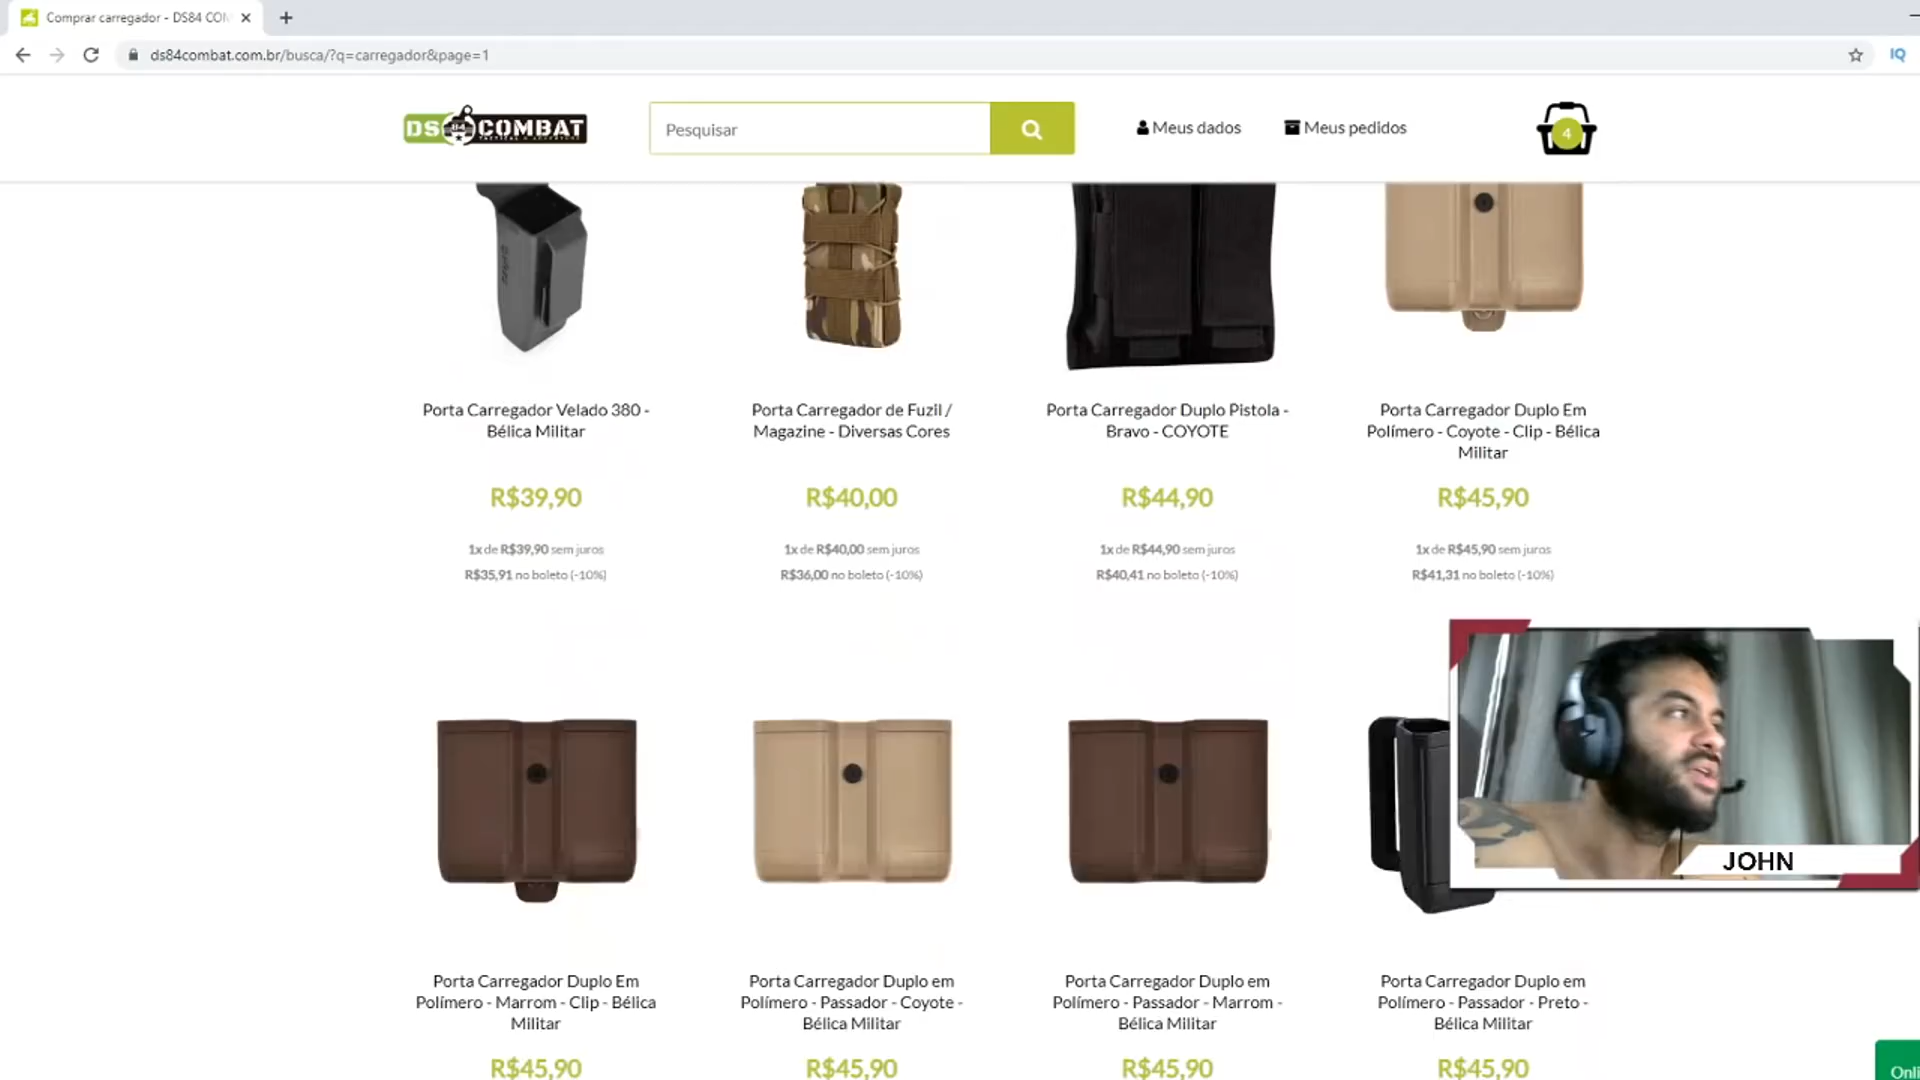 Comprar carregador - DS84 COM
ds84combat.com.br/busca/?q=carregador&page=1
IQ
DS84COMBAT
Pesquisar
Meus dados
Meus pedidos
4
Porta Carregador Velado 380 -
Bélica Militar
R$39,90
1x de R$39,90 sem juros
R$35,91 no boleto (-10%)
Porta Carregador de Fuzil /
Magazine - Diversas Cores
R$40,00
1x de R$40,00 sem juros
R$36,00 no boleto (-10%)
Porta Carregador Duplo Pistola -
Bravo - COYOTE
R$44,90
1x de R$44,90 sem juros
R$40,41 no boleto (-10%)
Porta Carregador Duplo Em
Polímero - Coyote - Clip - Bélica
Militar
R$45,90
1x de R$45,90 sem juros
R$41,31 no boleto (-10%)
JOHN
Porta Carregador Duplo Em
Polímero - Marrom - Clip - Bélica
Militar
R$45,90
Porta Carregador Duplo em
Polímero - Passador - Coyote -
Bélica Militar
R$45,90
Porta Carregador Duplo em
Polímero - Passador - Marrom -
Bélica Militar
R$45,90
Porta Carregador Duplo em
Polímero - Passador - Preto -
Bélica Militar
R$45,90
Onli